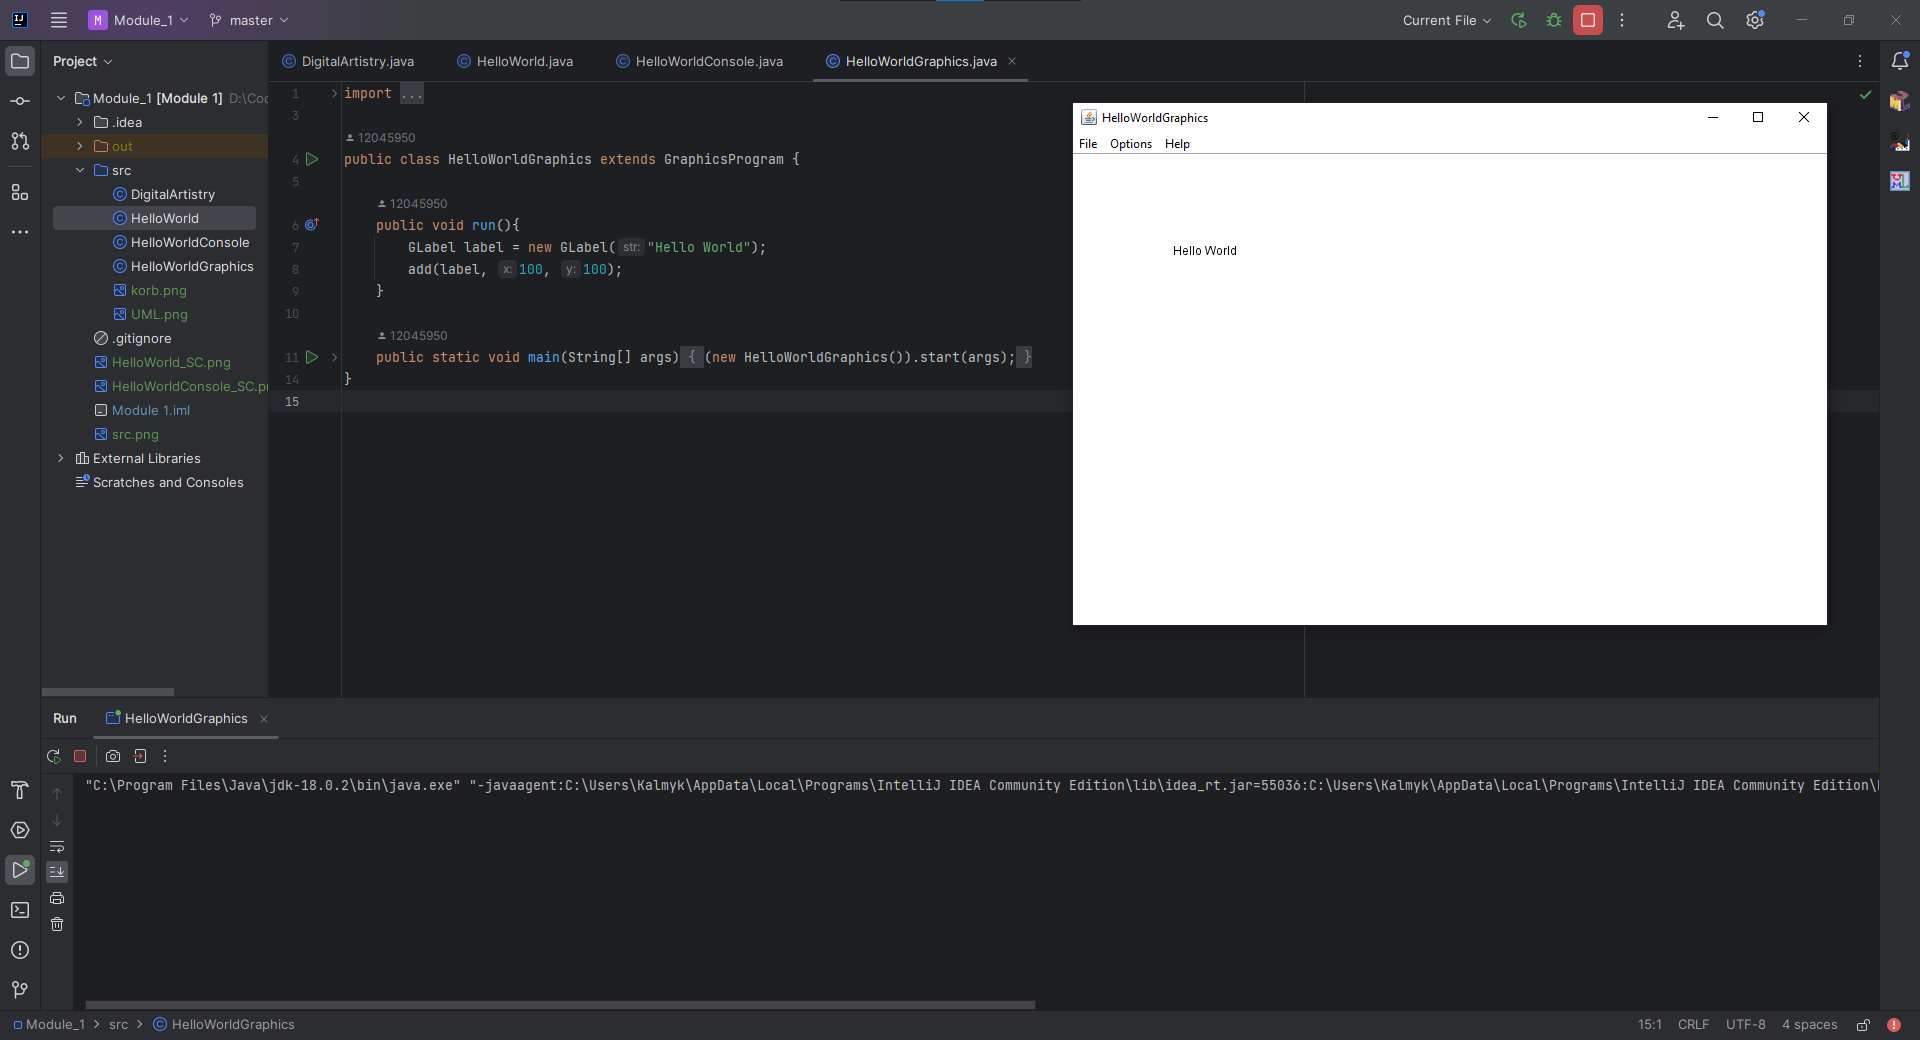 Module_1
master
Current File
Project
DigitalArtistry.java
HelloWorld.java
HelloWorldConsole.java
HelloWorldGraphics.java
Module_1 [Module 1] D:\Coc
.idea
out
src
DigitalArtistry
HelloWorld
HelloWorldConsole
HelloWorldGraphics
korb.png
UML.png
.gitignore
HelloWorld_SC.png
HelloWorldConsole_SC.pr
Module 1.iml
src.png
External Libraries
Scratches and Consoles
1 import ...
3
12045950
4 public class HelloWorldGraphics extends GraphicsProgram {
5
12045950
6 public void run(){
7 GLabel label = new GLabel( str: "Hello World");
8 add(label, x: 100, y: 100);
9 }
10
12045950
11 public static void main(String[] args) { (new HelloWorldGraphics()).start(args); }
14 }
15
HelloWorldGraphics
File Options Help
Hello World
Run HelloWorldGraphics
"C:\Program Files\Java\jdk-18.0.2\bin\java.exe" "-javaagent:C:\Users\Kalmyk\AppData\Local\Programs\IntelliJ IDEA Community Edition\lib\idea_rt.jar=55036:C:\Users\Kalmyk\AppData\Local\Programs\IntelliJ IDEA Community Edition\
Module_1 > src > HelloWorldGraphics
15:1 CRLF UTF-8 4 spaces